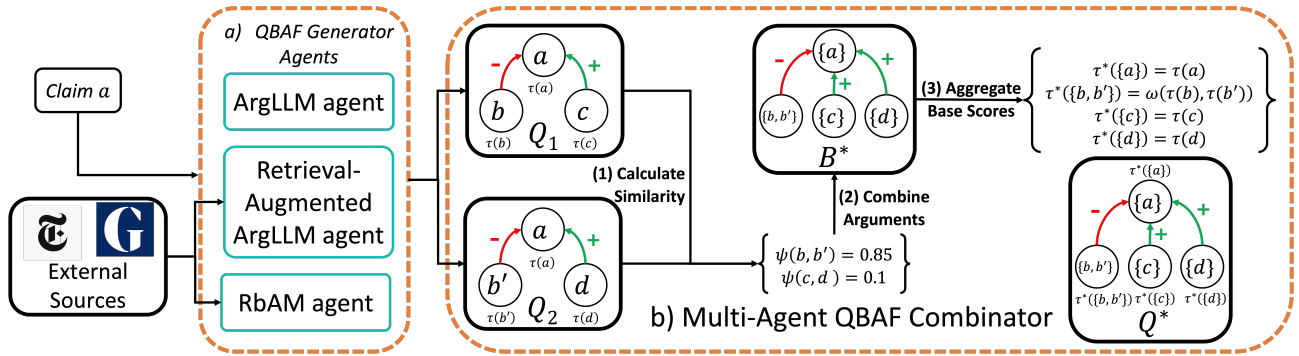 Claim a
External
Sources
a) QBAF Generator
Agents
ArgLLM agent
Retrieval-
Augmented
ArgLLM agent
RbAM agent
- a +
τ(a)
b c
τ(b) Q₁ τ(c)
- a +
τ(a)
b′ d
τ(b′) Q₂ τ(d)
(1) Calculate
Similarity
- {a} +
+
{b, b′} {c} {d}
B*
(2) Combine
Arguments
ψ(b, b′) = 0.85
ψ(c, d) = 0.1
(3) Aggregate
Base Scores
τ*({a}) = τ(a)
τ*({b, b′}) = ω(τ(b), τ(b′))
τ*({c}) = τ(c)
τ*({d}) = τ(d)
τ*({a})
- {a} +
+
{b, b′} {c} {d}
τ*({b, b′}) τ*({c}) τ*({d})
Q*
b) Multi-Agent QBAF Combinator